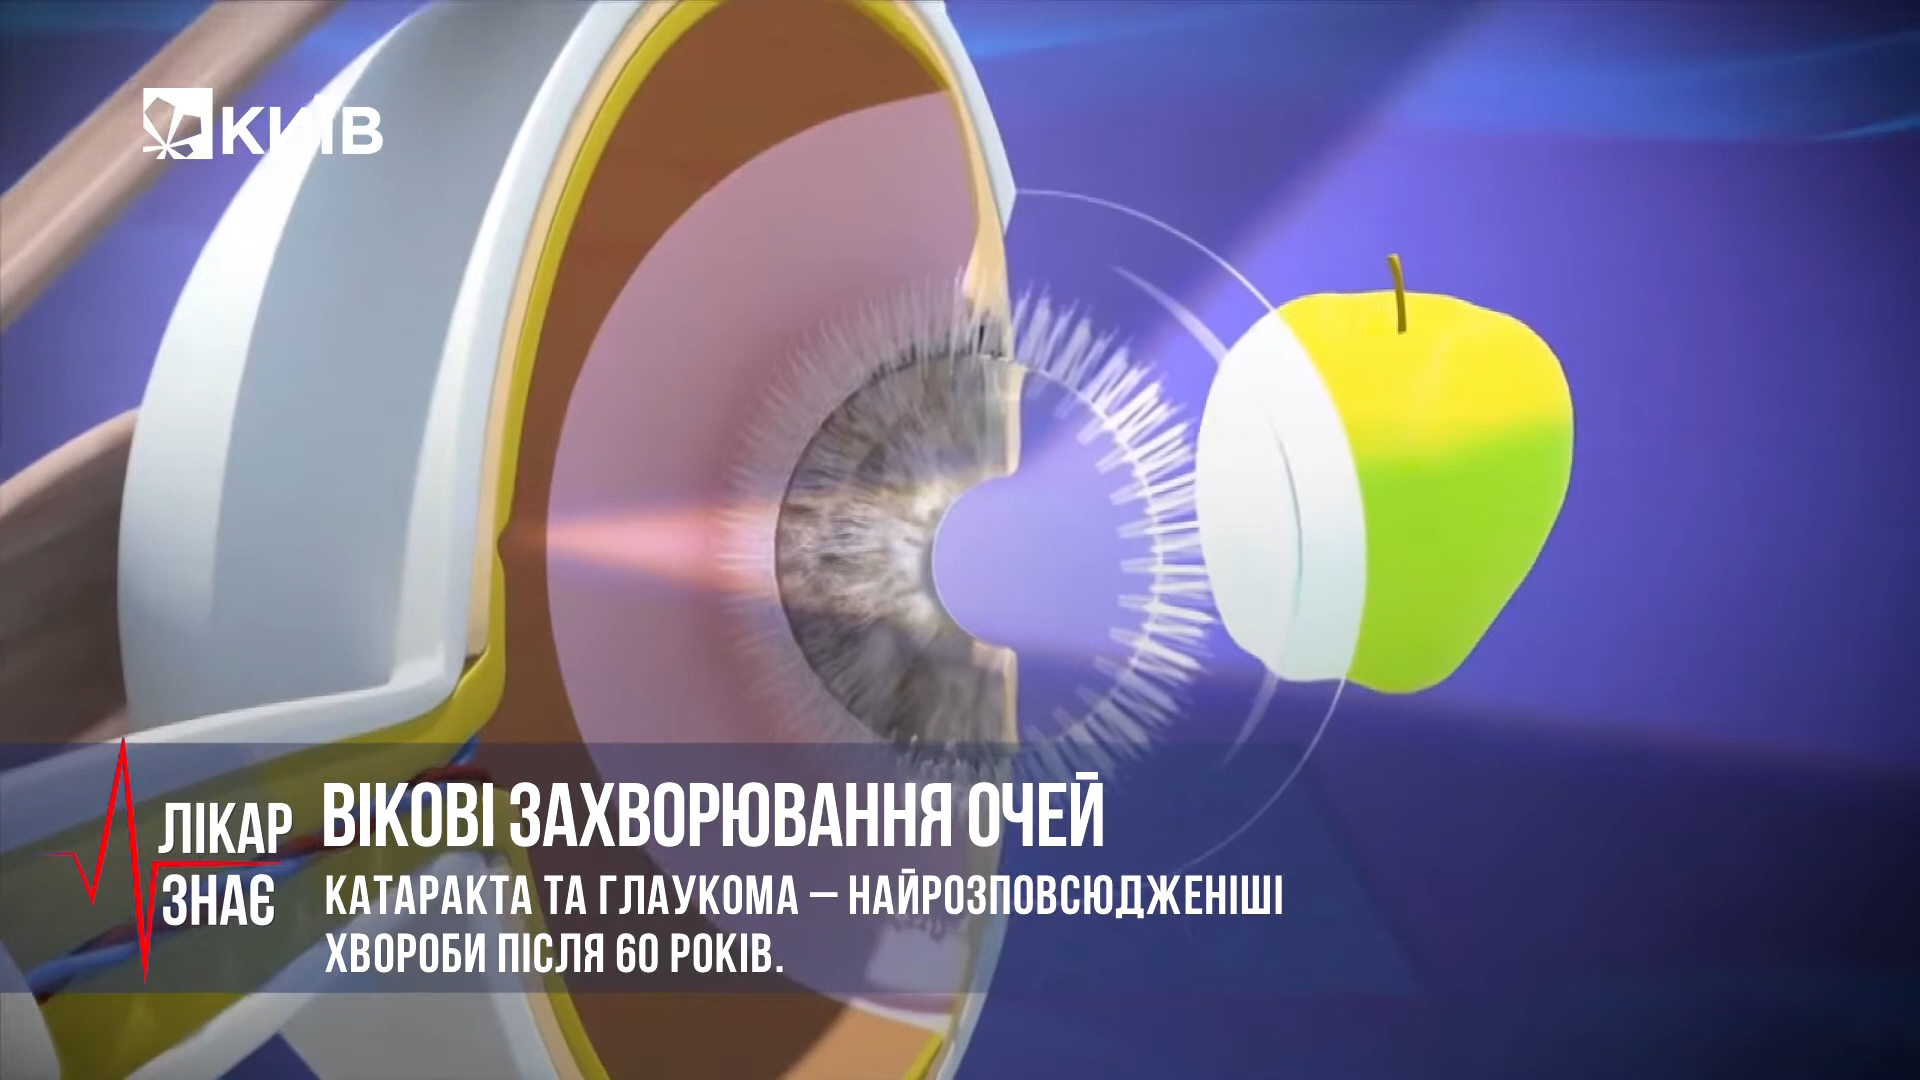 КИЇВ
ЛІКАР
ЗНАЄ
ВІКОВІ ЗАХВОРЮВАННЯ ОЧЕЙ
КАТАРАКТА ТА ГЛАУКОМА – НАЙРОЗПОВСЮДЖЕНІШІ
ХВОРОБИ ПІСЛЯ 60 РОКІВ.